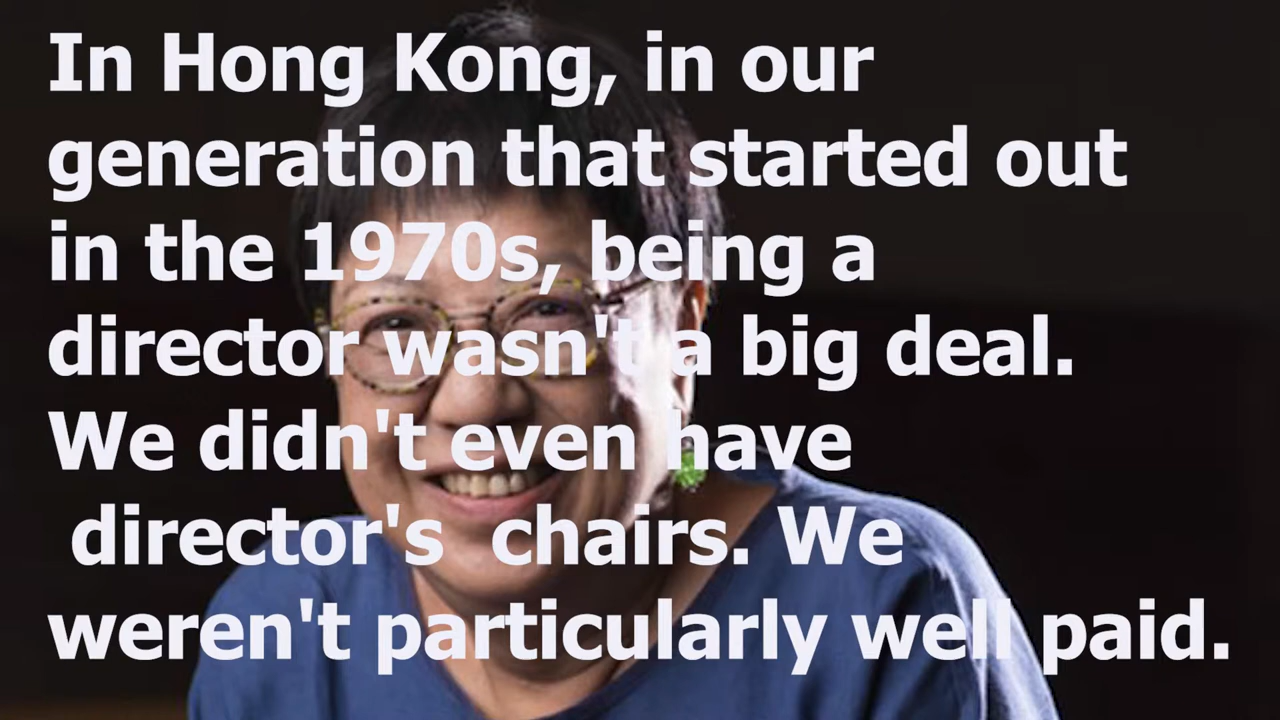 In Hong Kong, in our
generation that started out
in the 1970s, being a
director wasn't a big deal.
We didn't even have
director's chairs. We
weren't particularly well paid.